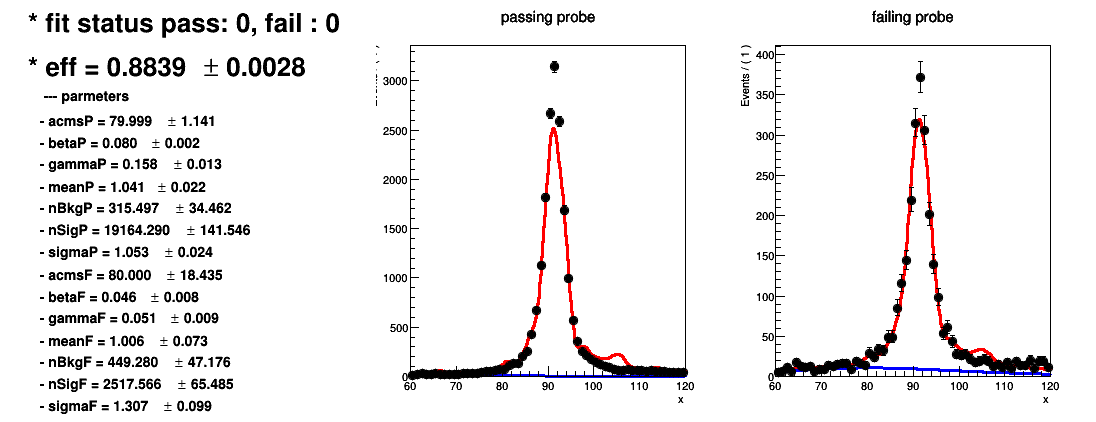 * fit status pass: 0, fail : 0
* eff = 0.8839 ± 0.0028
--- parmeters
- acmsP = 79.999 ± 1.141
- betaP = 0.080 ± 0.002
- gammaP = 0.158 ± 0.013
- meanP = 1.041 ± 0.022
- nBkgP = 315.497 ± 34.462
- nSigP = 19164.290 ± 141.546
- sigmaP = 1.053 ± 0.024
- acmsF = 80.000 ± 18.435
- betaF = 0.046 ± 0.008
- gammaF = 0.051 ± 0.009
- meanF = 1.006 ± 0.073
- nBkgF = 449.280 ± 47.176
- nSigF = 2517.566 ± 65.485
- sigmaF = 1.307 ± 0.099
passing probe
3000
2500
2000
1500
1000
500
0
60 70 80 90 100 110 120
x
failing probe
Events / ( 1 )
400
350
300
250
200
150
100
50
0
60 70 80 90 100 110 120
x